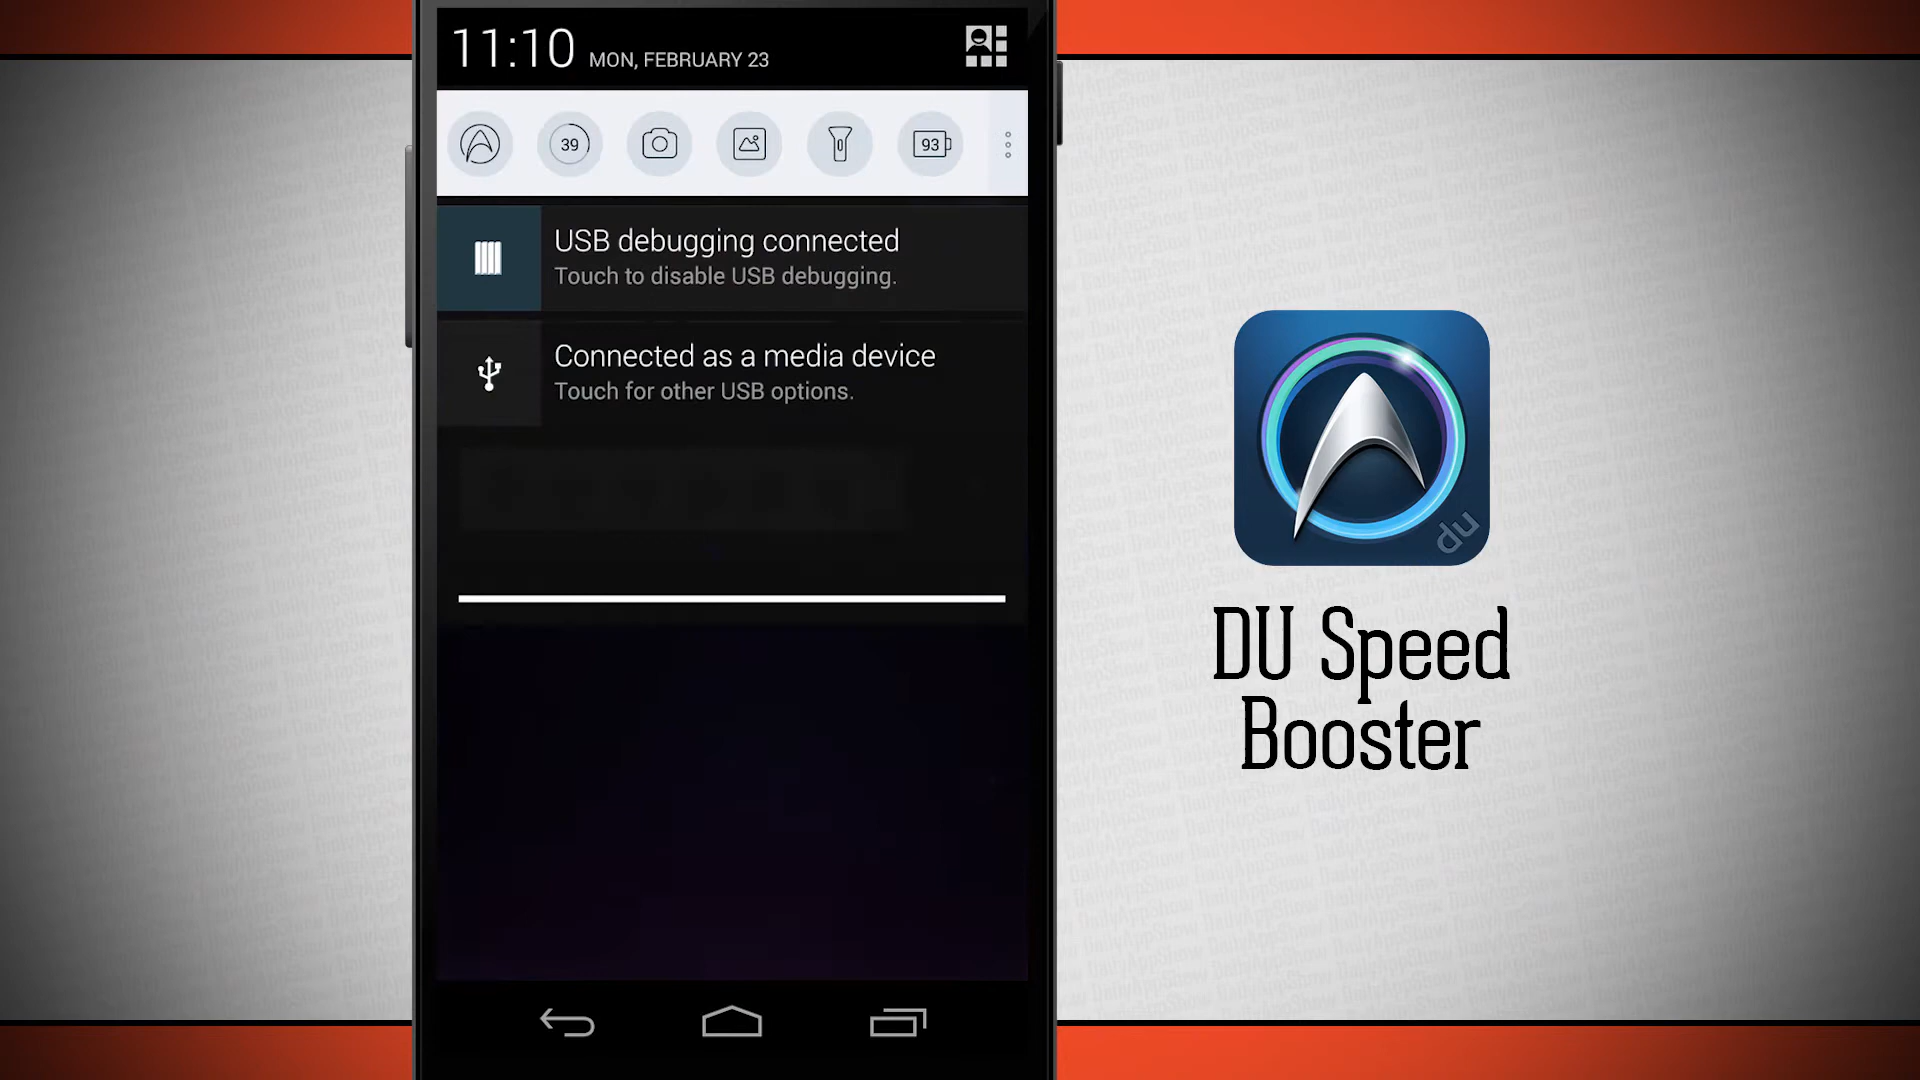 11:10 MON, FEBRUARY 23
39
93
USB debugging connected
Touch to disable USB debugging.
Connected as a media device
Touch for other USB options.
du
DU Speed
Booster
DailyAppShow